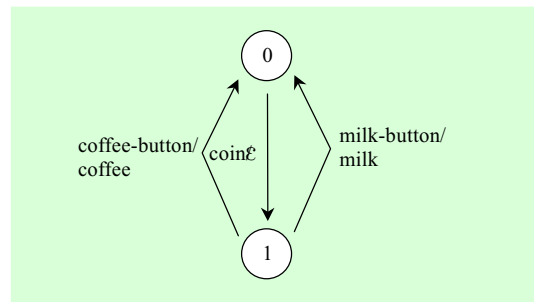 0
coffee-button/
coffee
coin/ε
milk-button/
milk
1